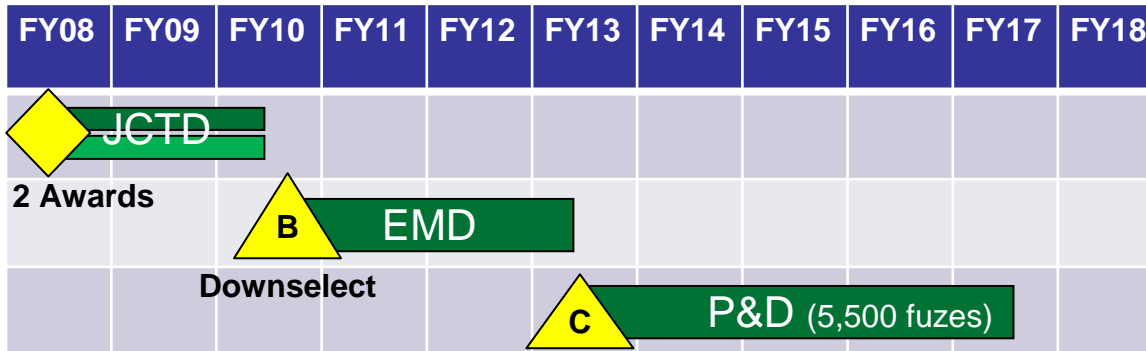 FY08 FY09 FY10 FY11 FY12 FY13 FY14 FY15 FY16 FY17 FY18
JCTD
2 Awards
B EMD
Downselect
C P&D (5,500 fuzes)